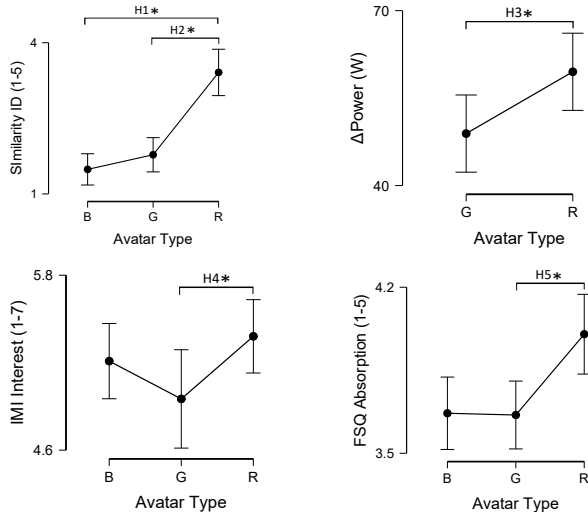 H1*
H2*
4
SImilarity ID (1-5)
1
B G R
Avatar Type
H3*
70
ΔPower (W)
40
G R
Avatar Type
H4*
5.8
IMI Interest (1-7)
4.6
B G R
Avatar Type
H5*
4.2
FSQ Absorption (1-5)
3.5
B G R
Avatar Type